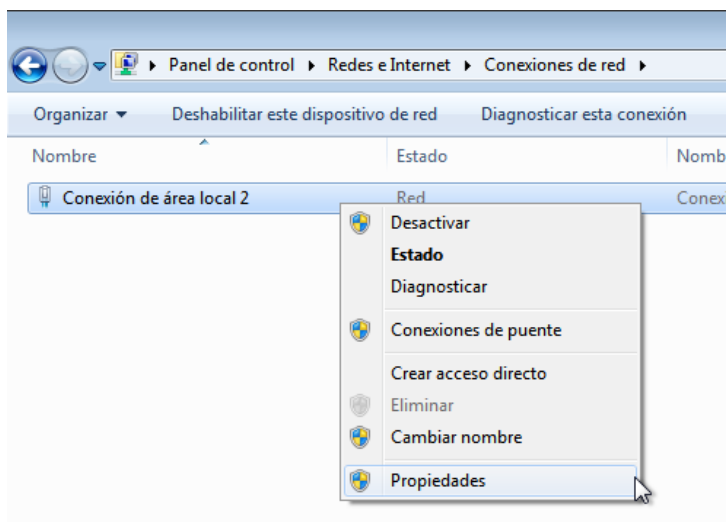 Panel de control Redes e Internet Conexiones de red
Organizar Deshabilitar este dispositivo de red Diagnosticar esta conexión
Nombre Estado Nomb
Conexión de área local 2 Red Conex
Desactivar
Estado
Diagnosticar
Conexiones de puente
Crear acceso directo
Eliminar
Cambiar nombre
Propiedades